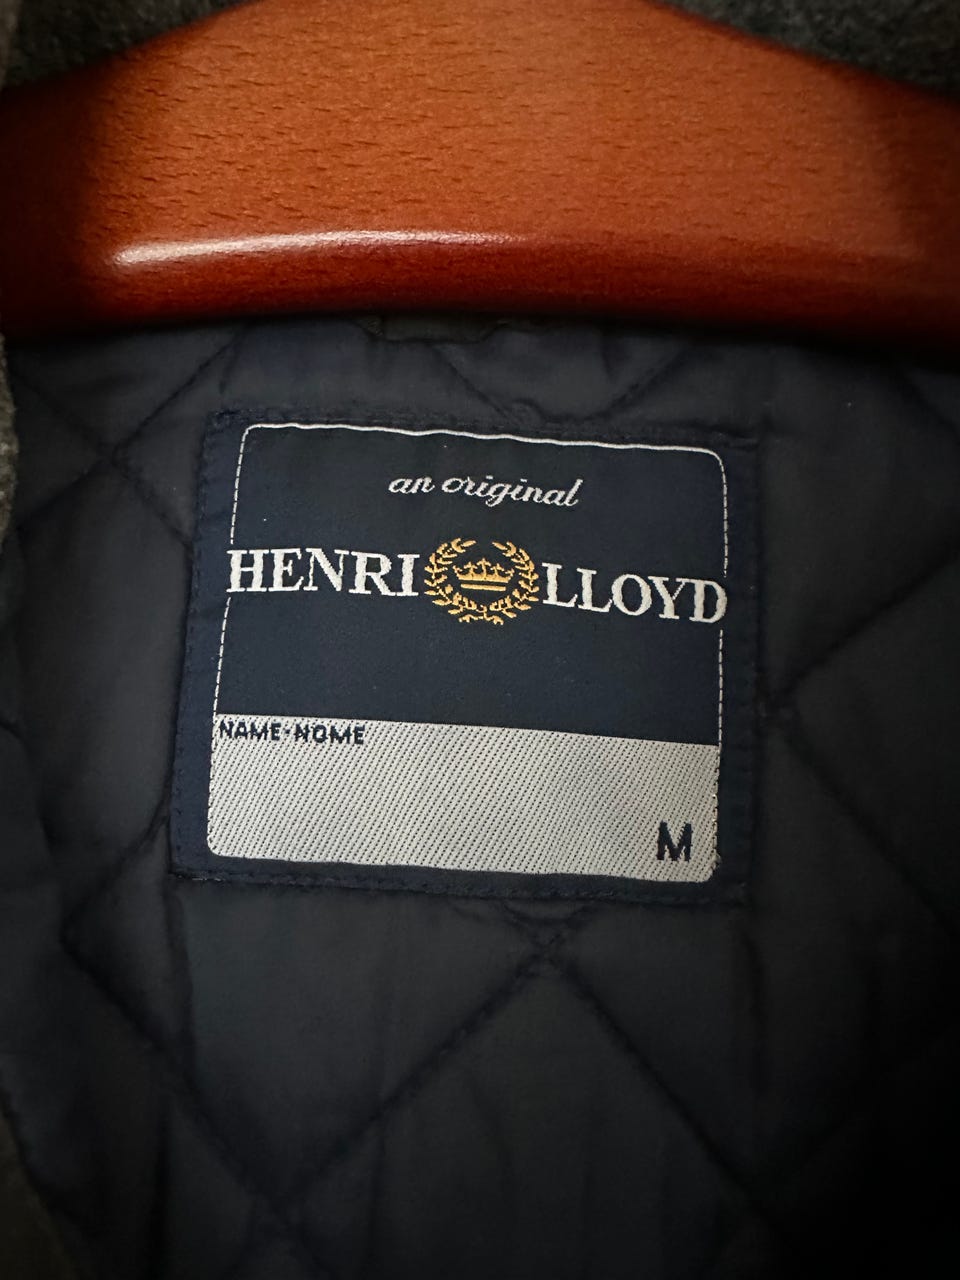 an original
HENRI LLOYD
NAME·NOME
M